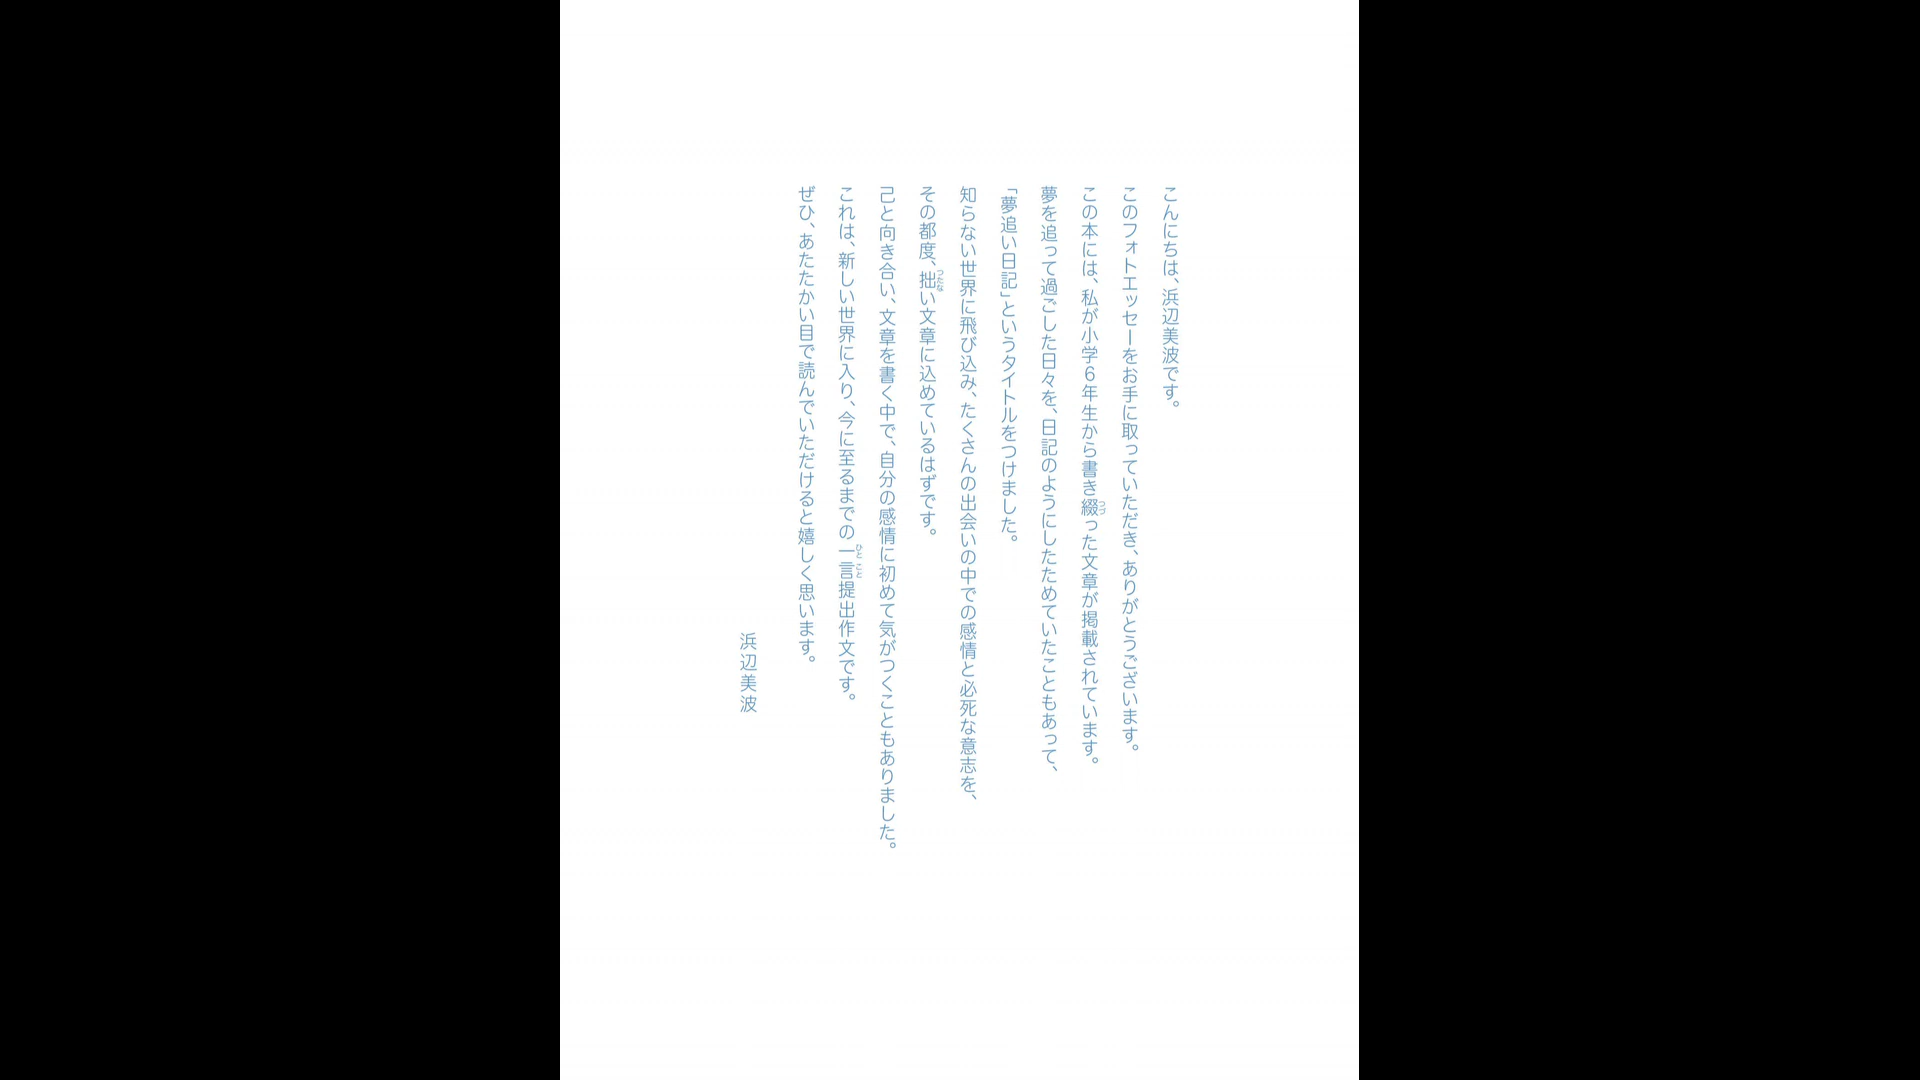 こんにちは、浜辺美波です。
このフォトエッセーをお手に取っていただき、ありがとうございます。
この本には、私が小学6年生から書き綴った文章が掲載されています。
夢を追って過ごした日々を、日記のようにしたためていたこともあって、
「夢追い日記」というタイトルをつけました。
知らない世界に飛び込み、たくさんの出会いの中での感情と必死な意志を、
その都度、拙い文章に込めているはずです。
己と向き合い、文章を書く中で、自分の感情に初めて気がつくこともありました。
これは、新しい世界に入り、今に至るまでの一言提出作文です。
ぜひ、あたたかい目で読んでいただけると嬉しく思います。
浜辺美波